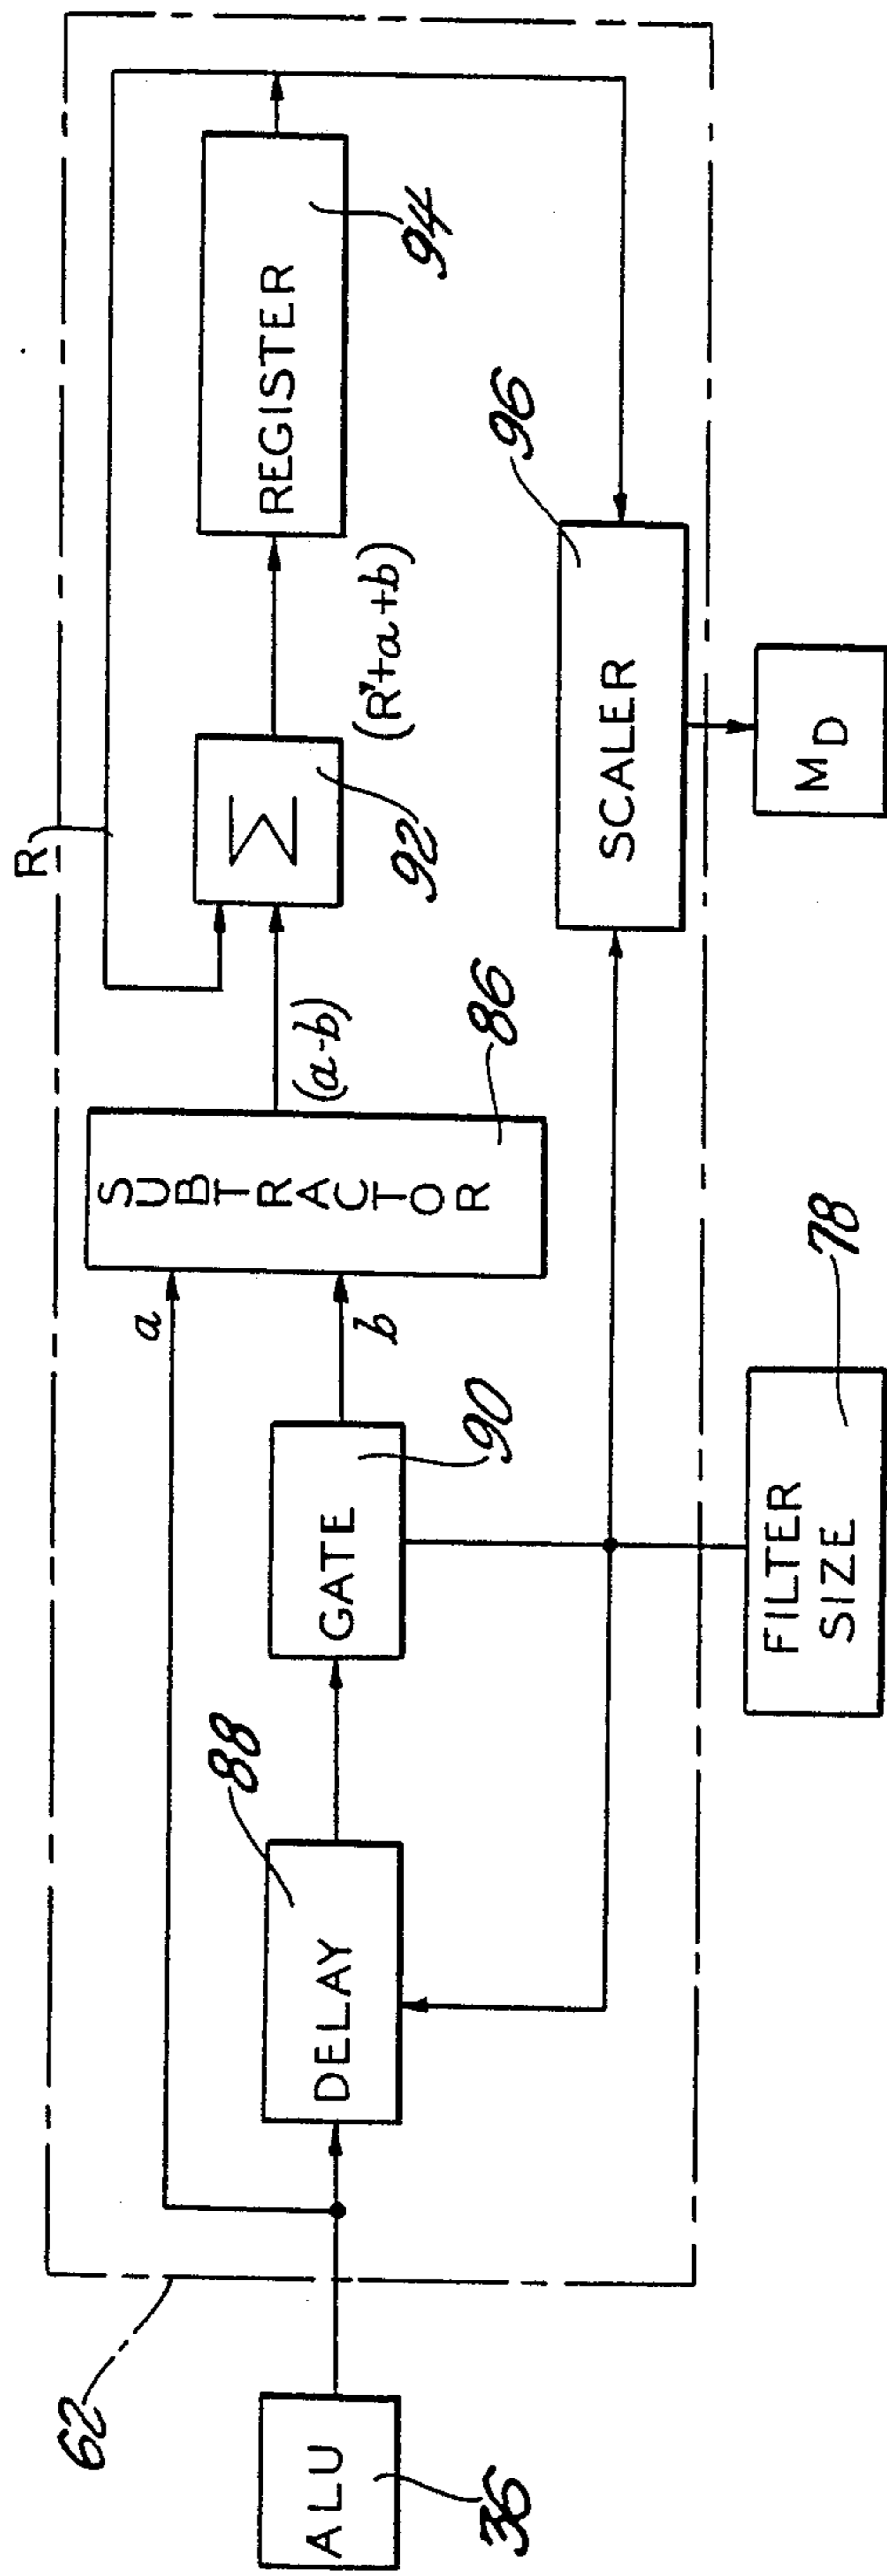 62
ALU
36
DELAY
88
GATE
90
a
b
SUBTRACTOR
86
(a-b)
R
Σ
92
(R+a+b)
REGISTER
94
SCALER
96
FILTER
SIZE
78
MD